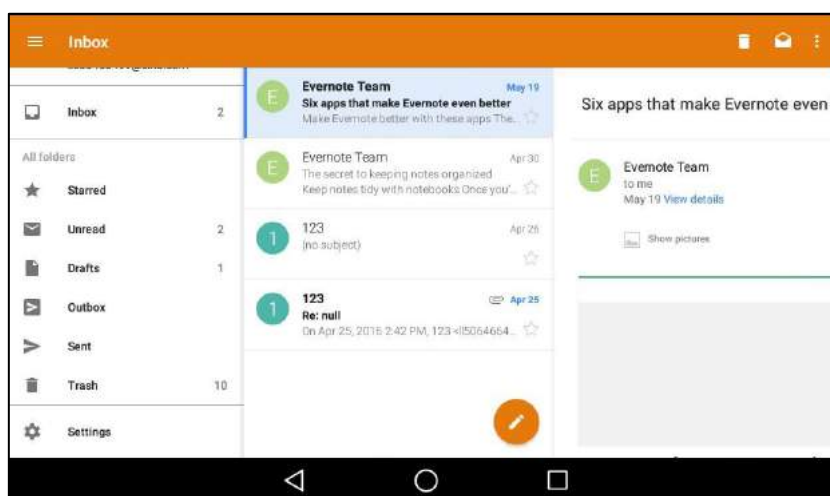 Inbox
Inbox 2
All folders
Starred
Unread 2
Drafts 1
Outbox
Sent
Trash 10
Settings
E
Evernote Team May 19
Six apps that make Evernote even better
Make Evernote better with these apps The...
E
Evernote Team Apr 30
The secret to keeping notes organized
Keep notes tidy with notebooks Once you'...
1
123 Apr 26
(no subject)
1
123 Apr 25
Re: null
On Apr 25, 2016 2:42 PM, 123 <ll5064664...
Six apps that make Evernote even
E
Evernote Team
to me
May 19 View details
Show pictures